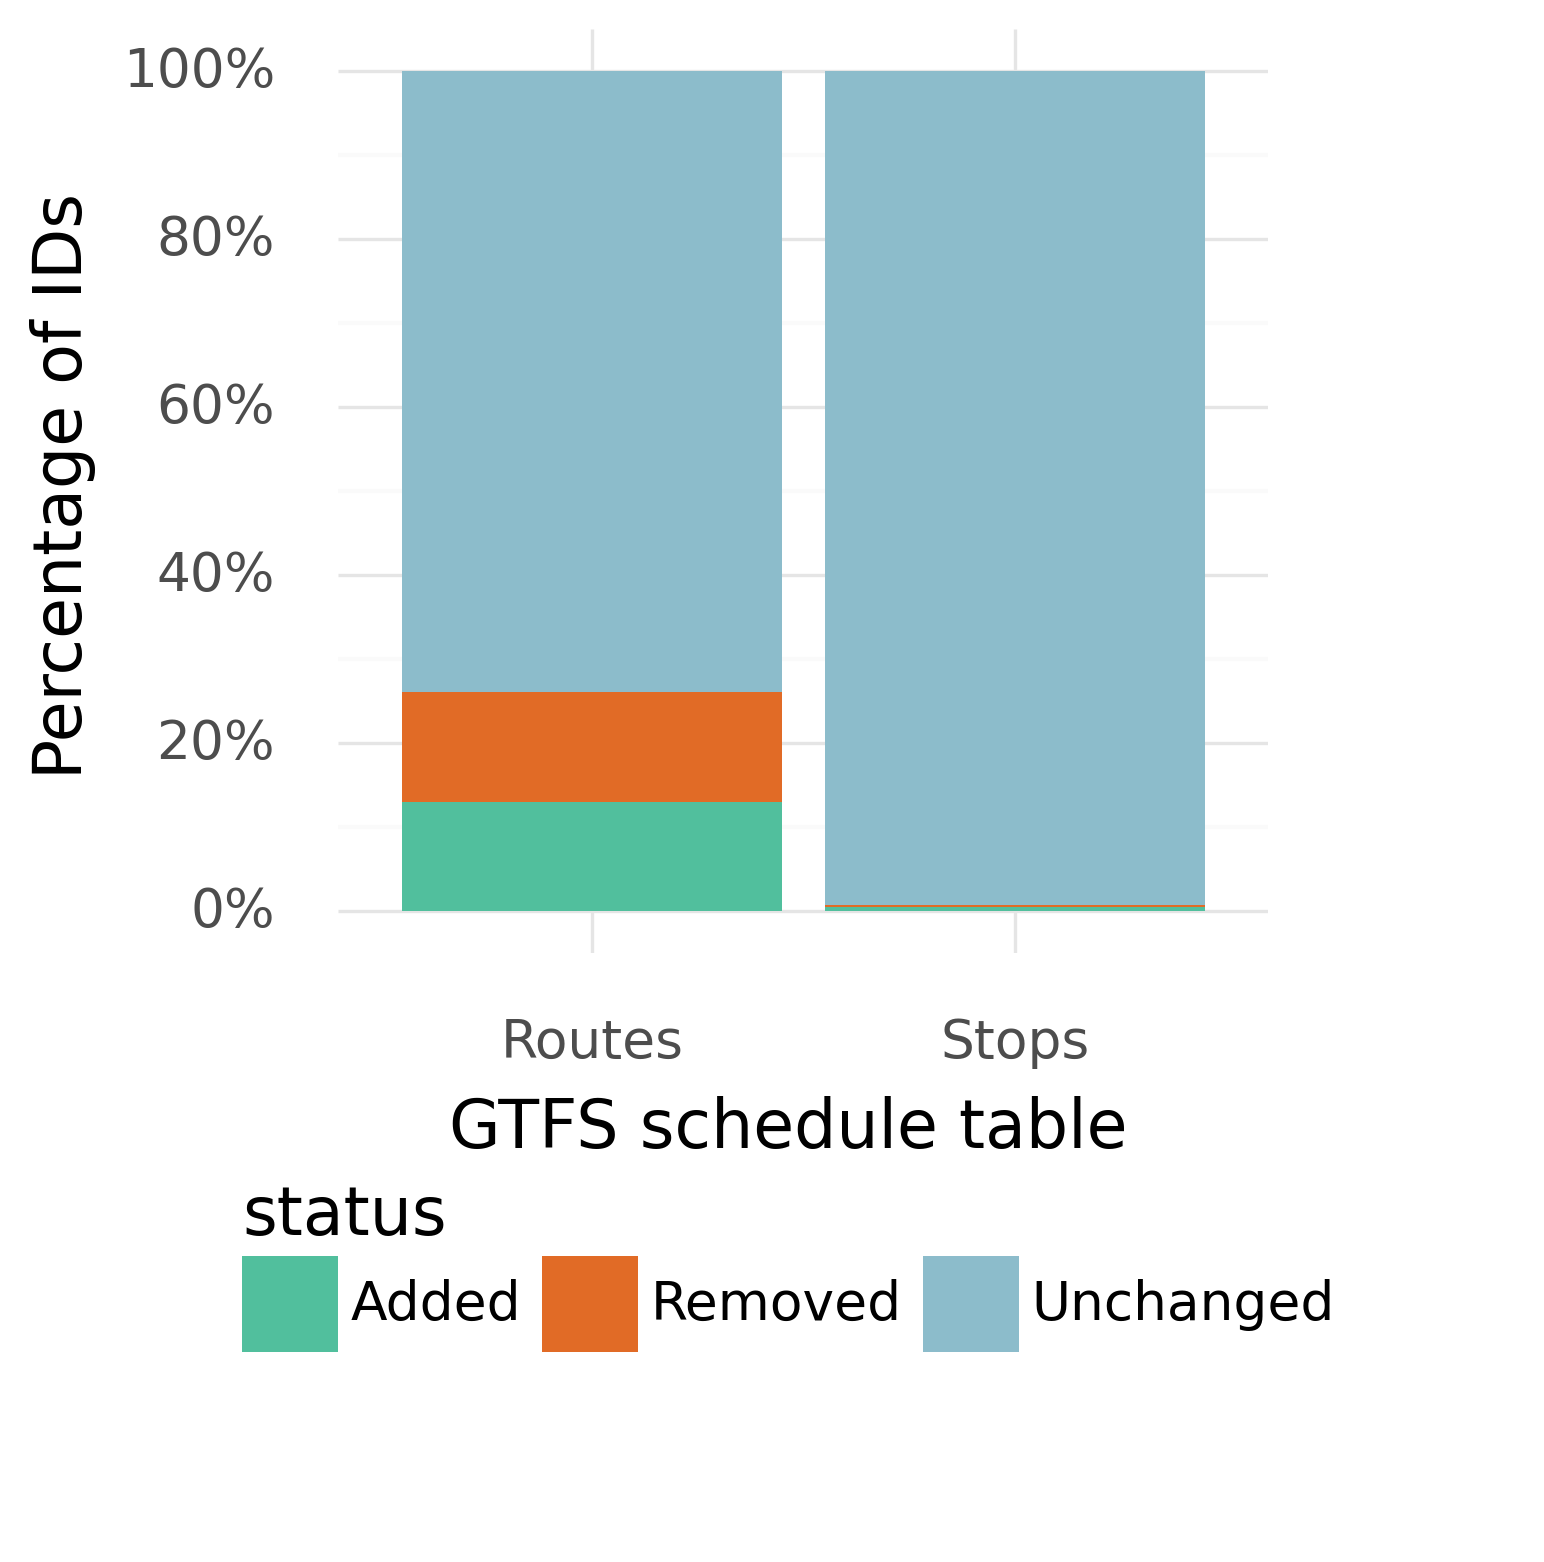 Percentage of IDs
100%
80%
60%
40%
20%
0%
Routes Stops
GTFS schedule table
status
Added Removed Unchanged